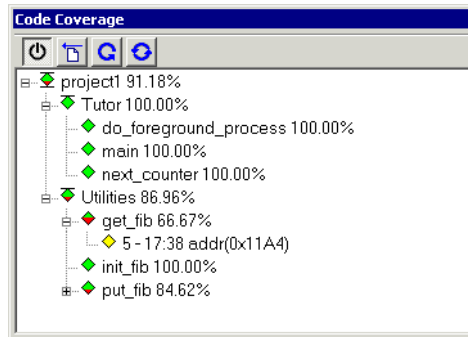 Code Coverage
project1 91.18%
Tutor 100.00%
do_foreground_process 100.00%
main 100.00%
next_counter 100.00%
Utilities 86.96%
get_fib 66.67%
5 - 17:38 addr(0x11A4)
init_fib 100.00%
put_fib 84.62%